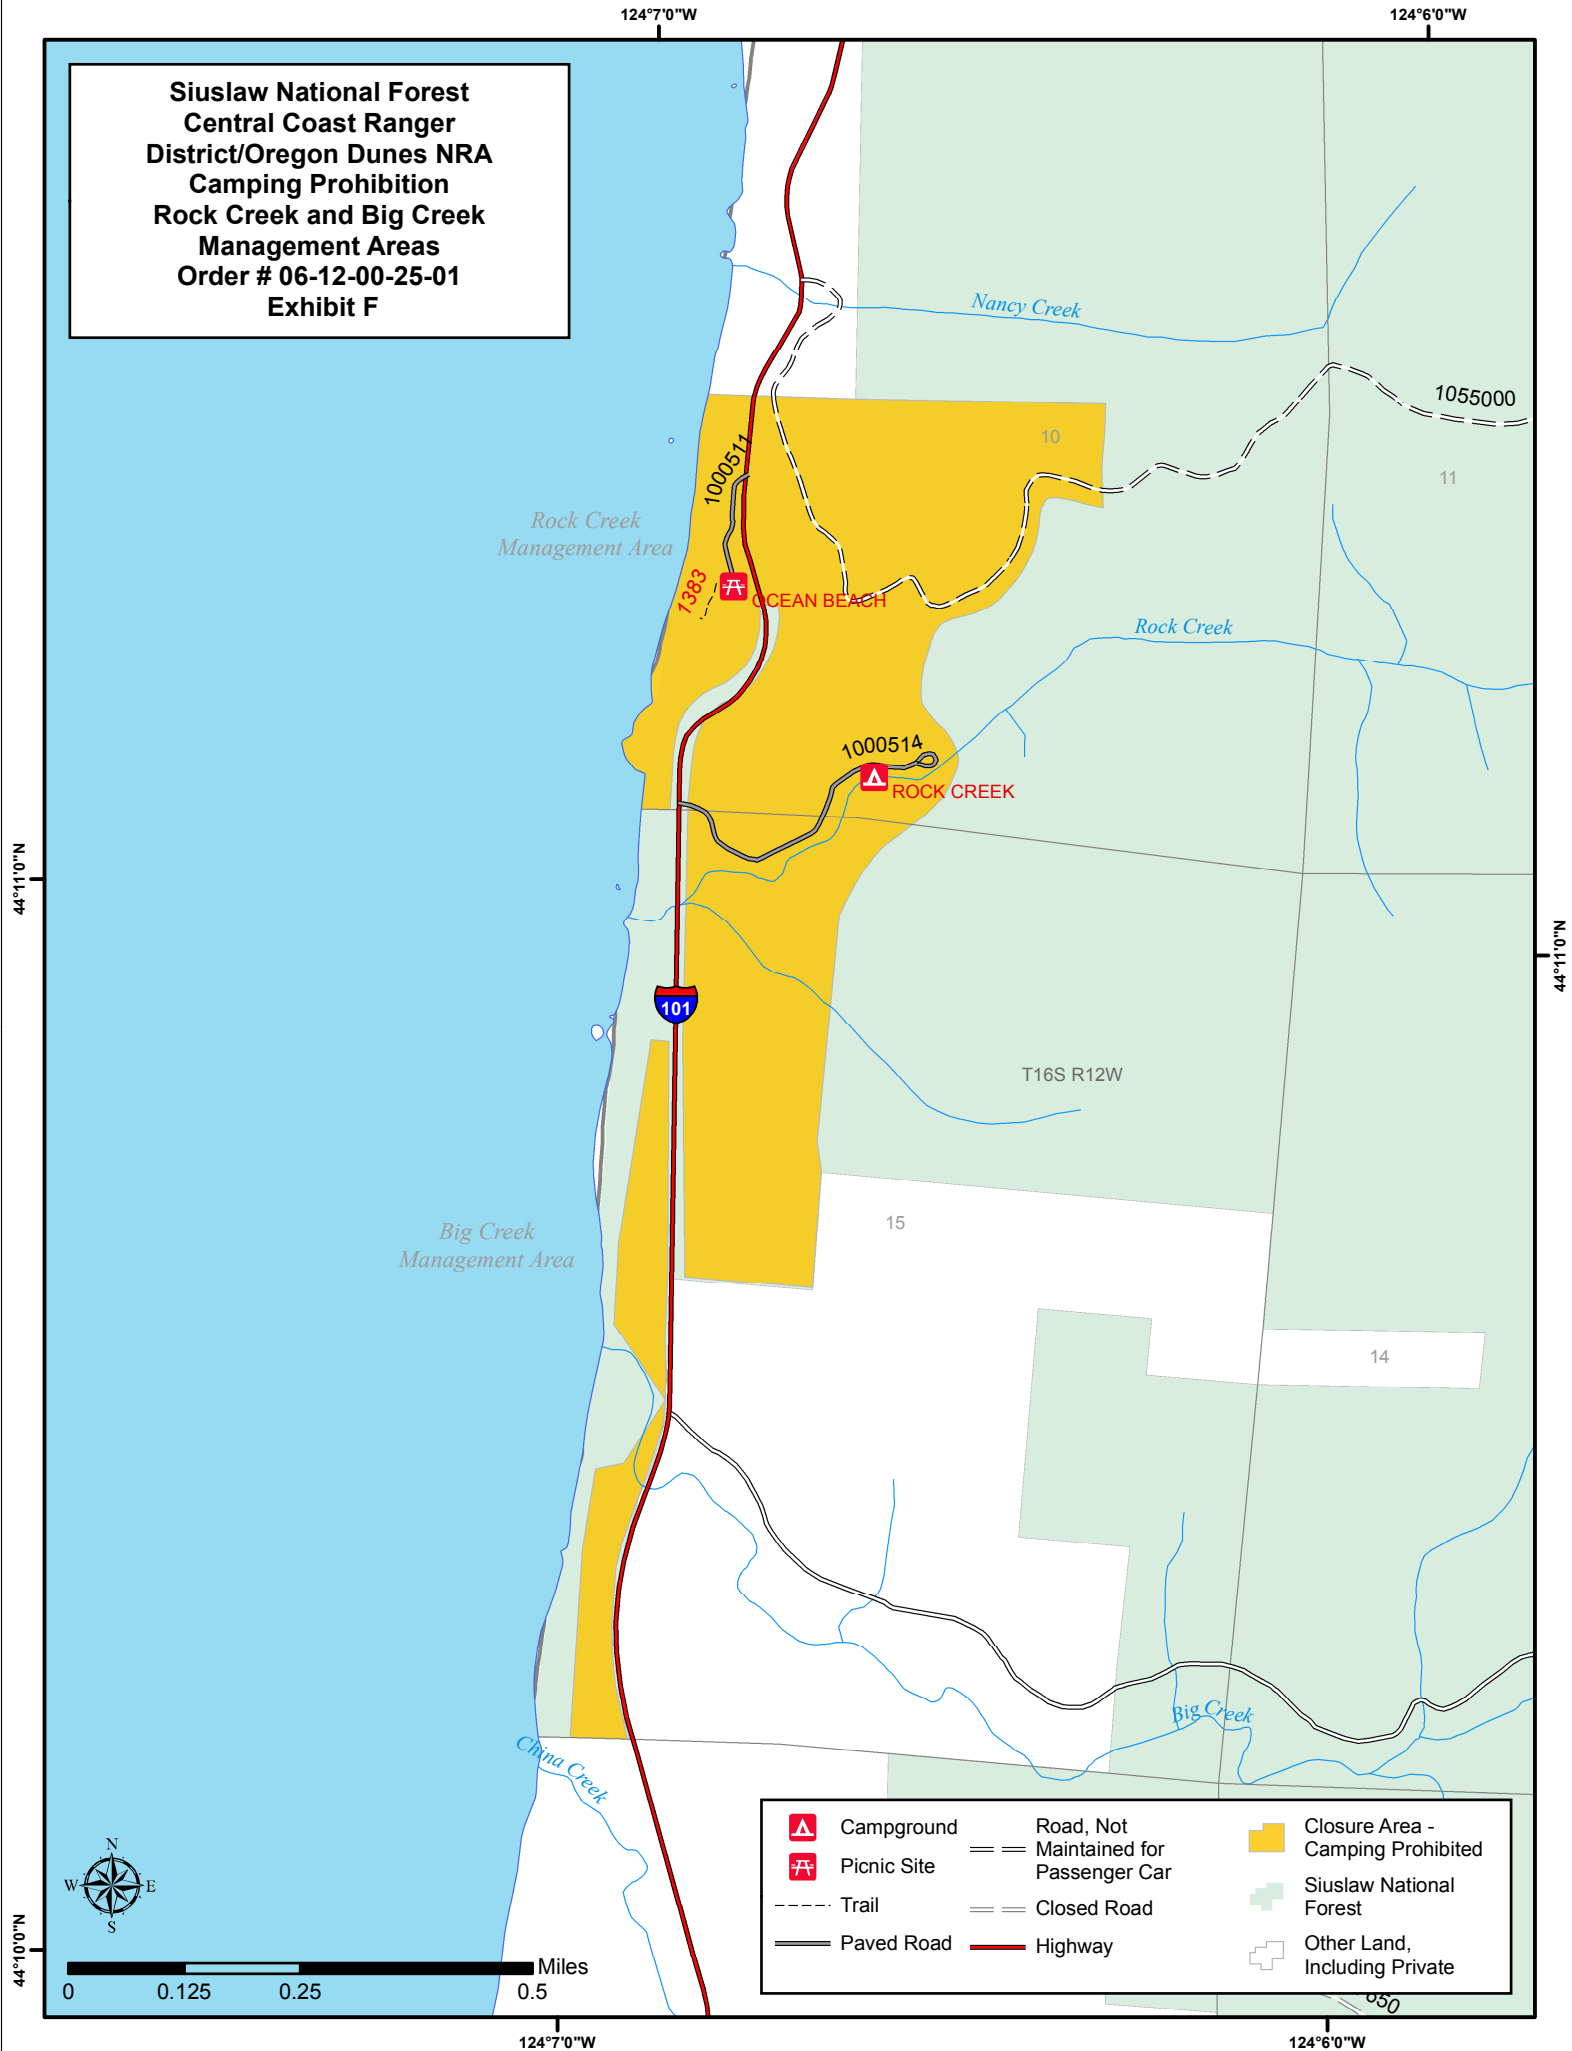 124°7'0"W
124°6'0"W
Siuslaw National Forest
Central Coast Ranger
District/Oregon Dunes NRA
Camping Prohibition
Rock Creek and Big Creek
Management Areas
Order # 06-12-00-25-01
Exhibit F
Nancy Creek
1055000
10
11
1000511
Rock Creek
Management Area
1383
OCEAN BEACH
Rock Creek
1000514
ROCK CREEK
44°11'0"N
44°11'0"N
101
T16S R12W
15
Big Creek
Management Area
14
Big Creek
China Creek
Campground
Picnic Site
Trail
Paved Road
Road, Not
Maintained for
Passenger Car
Closed Road
Highway
Closure Area -
Camping Prohibited
Siuslaw National
Forest
Other Land,
Including Private
N
W E
S
44°10'0"N
Miles
0 0.125 0.25 0.5
124°7'0"W
124°6'0"W